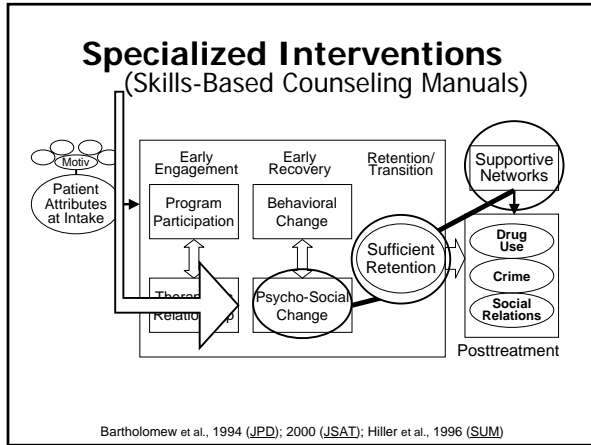 Specialized Interventions
(Skills-Based Counseling Manuals)
Motiv
Patient
Attributes
at Intake
Early
Engagement
Early
Recovery
Retention/
Transition
Program
Participation
Behavioral
Change
Sufficient
Retention
Psycho-Social
Change
Supportive
Networks
Drug
Use
Crime
Social
Relations
Posttreatment
Bartholomew et al., 1994 (JPD); 2000 (JSAT); Hiller et al., 1996 (SUM)